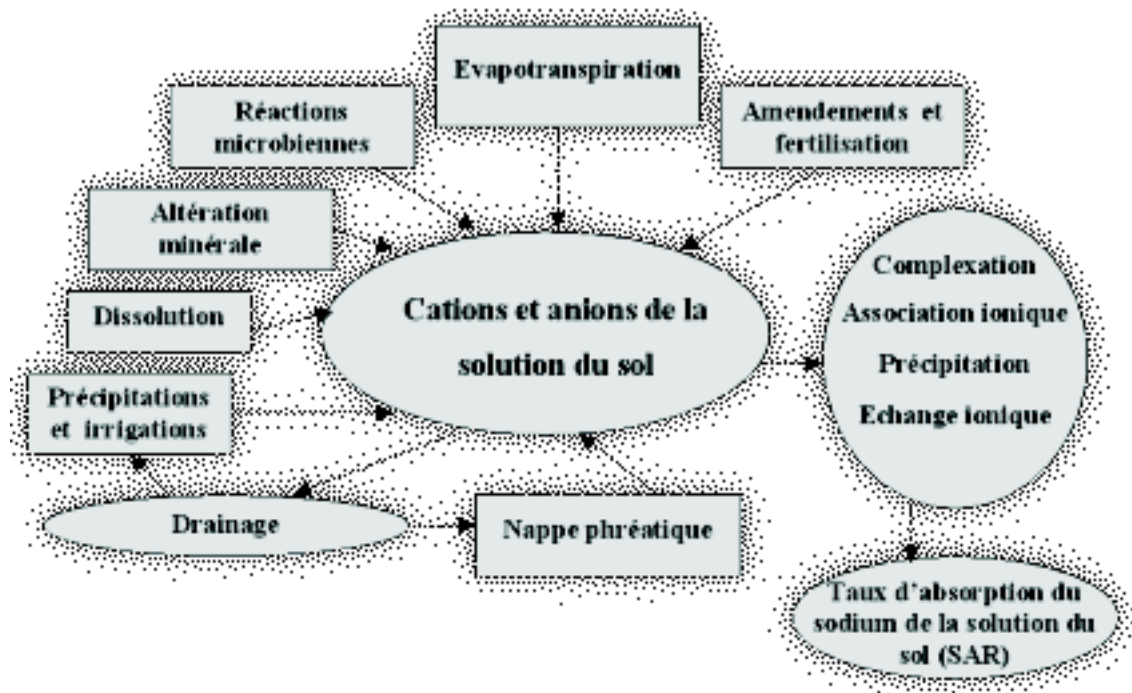 Evapotranspiration
Réactions
microbiennes
Amendements et
fertilisation
Altération
minérale
Dissolution
Précipitations
et irrigations
Cations et anions de la
solution du sol
Complexation
Association ionique
Précipitation
Echange ionique
Drainage
Nappe phréatique
Taux d'absorption du
sodium de la solution du
sol (SAR)